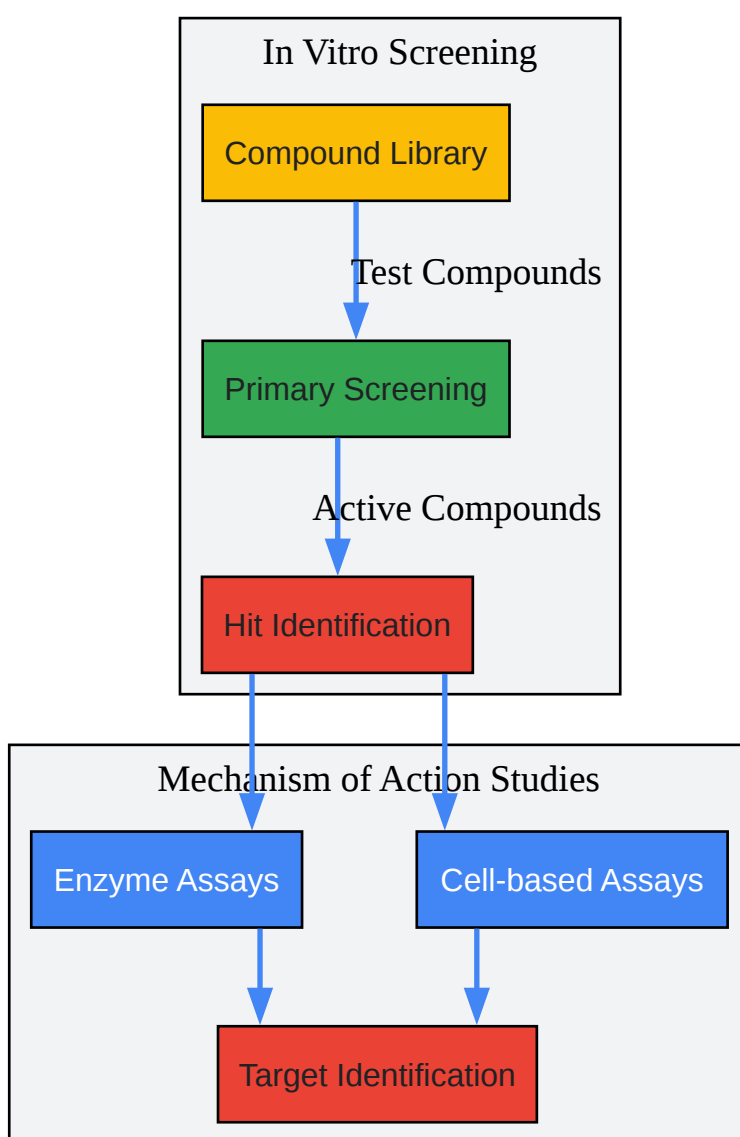 In Vitro Screening
Compound Library
Test Compounds
Primary Screening
Active Compounds
Hit Identification
Mechanism of Action Studies
Enzyme Assays
Cell-based Assays
Target Identification